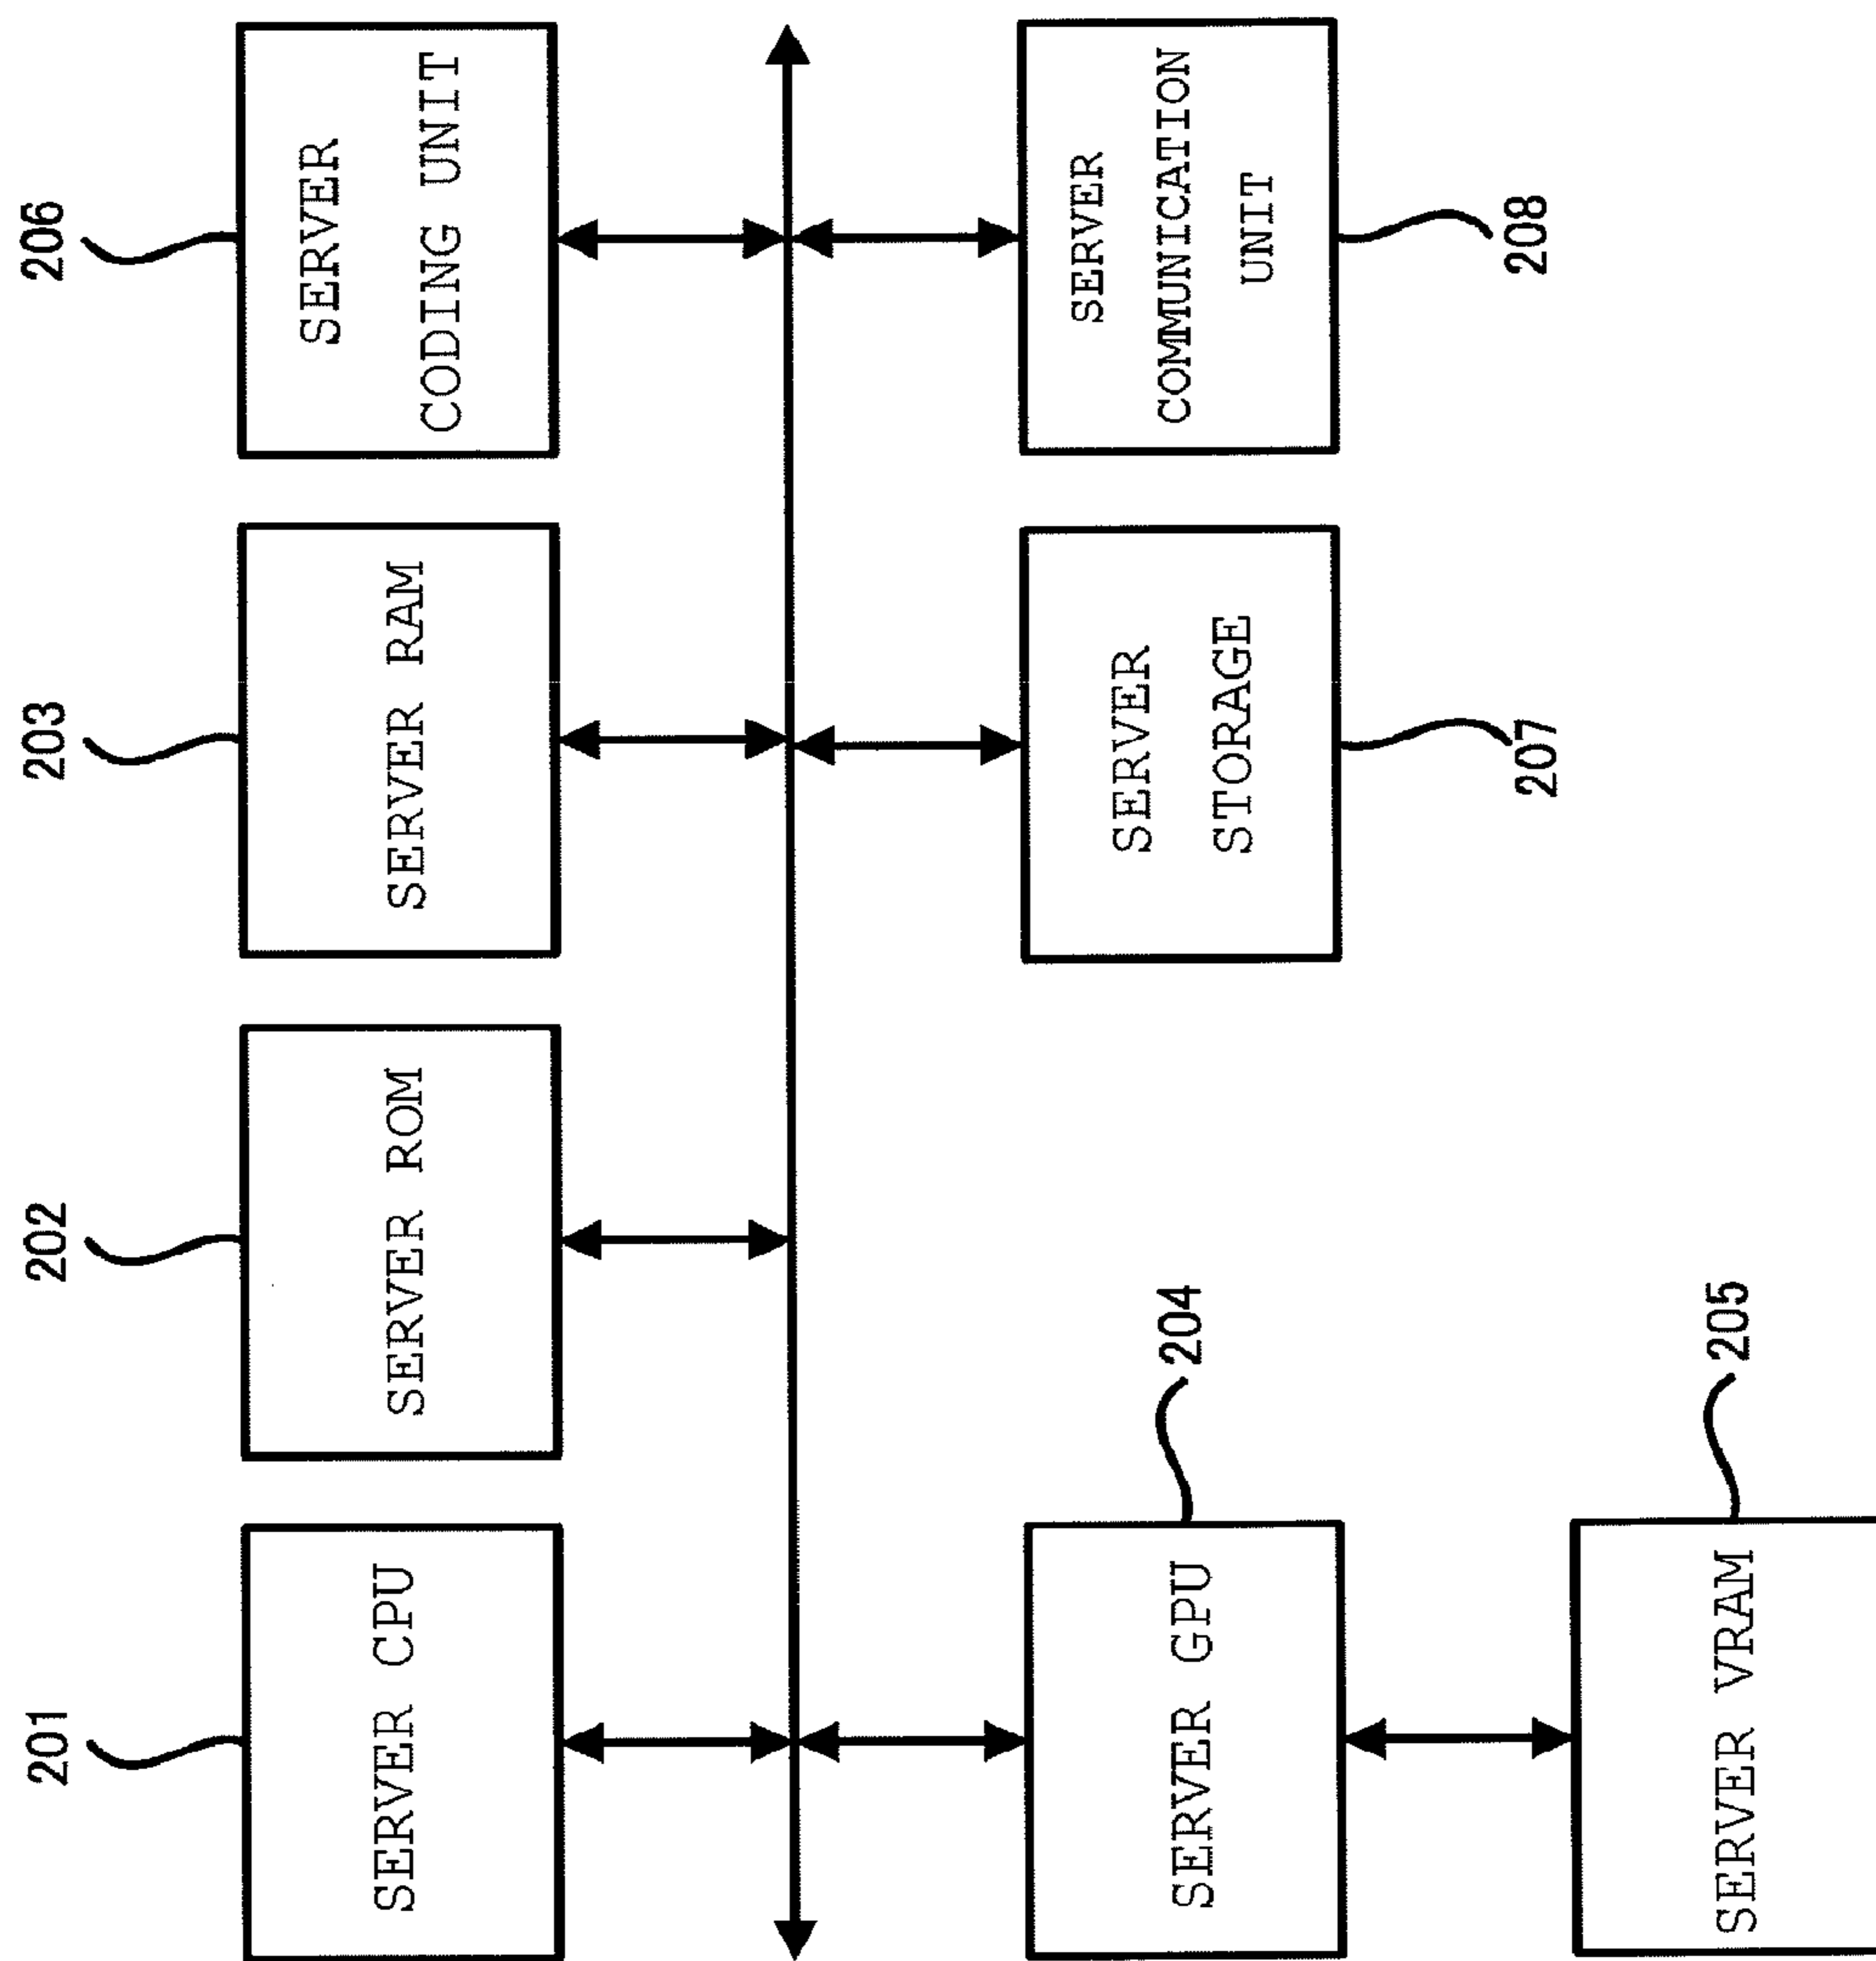 201
202
203
206
SERVER CPU
SERVER ROM
SERVER RAM
SERVER
CODING UNIT
204
SERVER GPU
SERVER
STORAGE
207
SERVER
COMMUNICATION
UNIT
208
205
SERVER VRAM